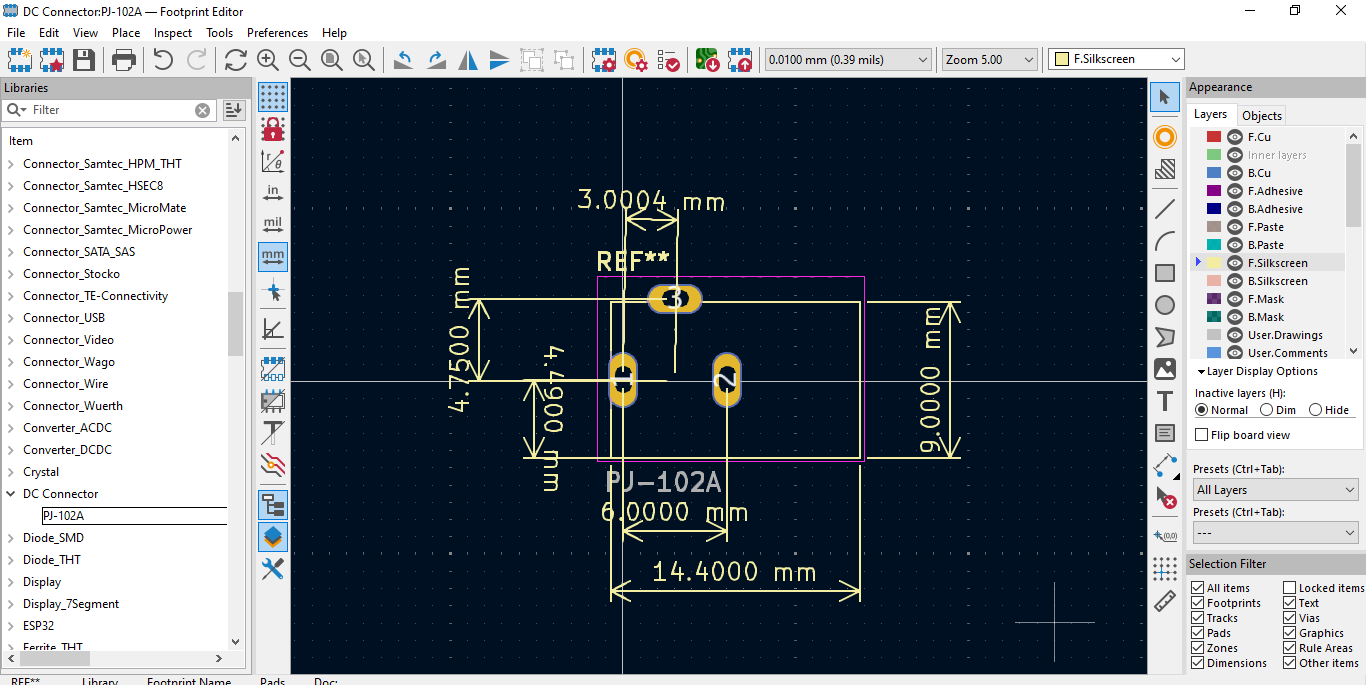 DC Connector:PJ-102A — Footprint Editor
File Edit View Place Inspect Tools Preferences Help
0.0100 mm (0.39 mils) Zoom 5.00 F.Silkscreen
Libraries
Filter
Item
Connector_Samtec_HPM_THT
Connector_Samtec_HSEC8
Connector_Samtec_MicroMate
Connector_Samtec_MicroPower
Connector_SATA_SAS
Connector_Stocko
Connector_TE-Connectivity
Connector_USB
Connector_Video
Connector_Wago
Connector_Wire
Connector_Wuerth
Converter_ACDC
Converter_DCDC
Crystal
DC Connector
PJ-102A
Diode_SMD
Diode_THT
Display
Display_7Segment
ESP32
Ferrite_THT
r
θ
in
mil
mm
3.0004 mm
REF**
3
4.7500 mm
1
2
4.4900 mm
9.0000 mm
PJ-102A
6.0000 mm
14.4000 mm
(0,0)
Appearance
Layers Objects
F.Cu
Inner layers
B.Cu
F.Adhesive
B.Adhesive
F.Paste
B.Paste
F.Silkscreen
B.Silkscreen
F.Mask
B.Mask
User.Drawings
User.Comments
Layer Display Options
Inactive layers (H):
Normal Dim Hide
Flip board view
Presets (Ctrl+Tab):
All Layers
Presets (Ctrl+Tab):
---
Selection Filter
All items Locked items
Footprints Text
Tracks Vias
Pads Graphics
Zones Rule Areas
Dimensions Other items
REF** Library Footprint Name Pads Doc: